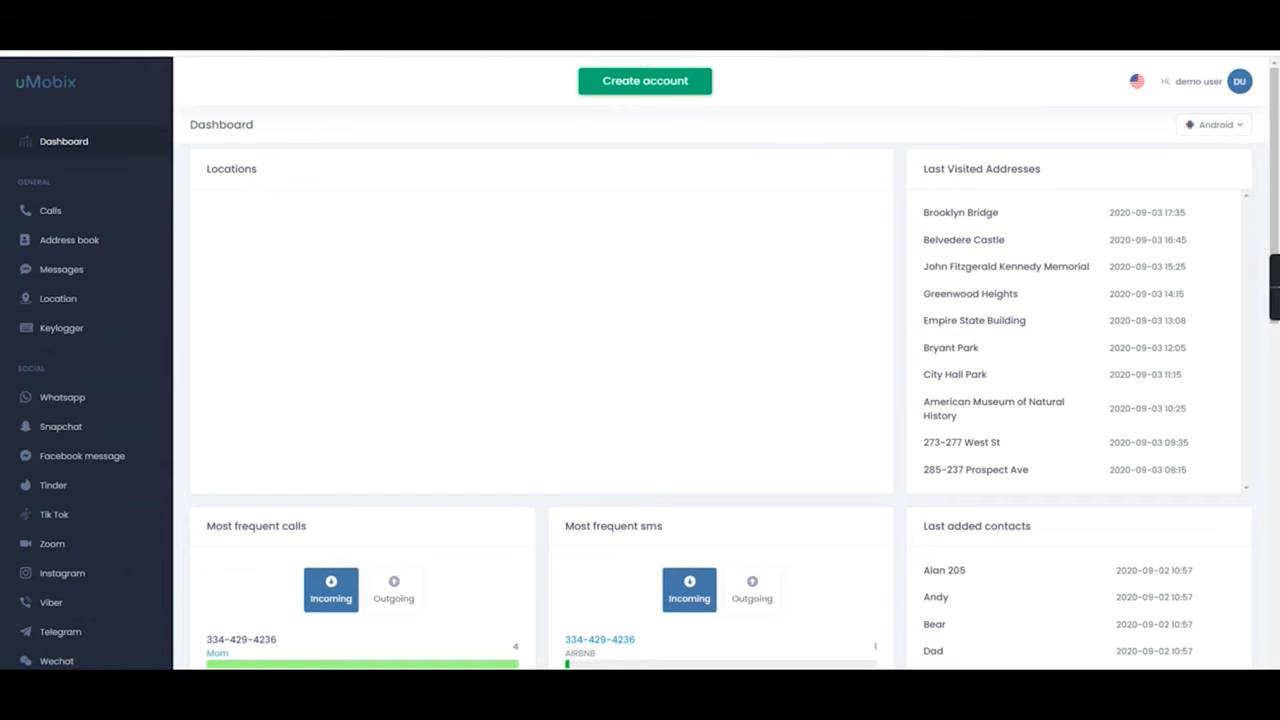 uMobix
Create account
Hi, demo user DU
Dashboard
Android
Dashboard
GENERAL
Calls
Address book
Messages
Location
Keylogger
SOCIAL
Whatsapp
Snapchat
Facebook message
Tinder
Tik Tok
Zoom
Instagram
Viber
Telegram
Wechat
Locations
Last Visited Addresses
Brooklyn Bridge 2020-09-03 17:35
Belvedere Castle 2020-09-03 16:45
John Fitzgerald Kennedy Memorial 2020-09-03 15:25
Greenwood Heights 2020-09-03 14:15
Empire State Building 2020-09-03 13:08
Bryant Park 2020-09-03 12:05
City Hall Park 2020-09-03 11:15
American Museum of Natural
History 2020-09-03 10:25
273-277 West St 2020-09-03 09:35
285-237 Prospect Ave 2020-09-03 08:15
Most frequent calls
Incoming Outgoing
334-429-4236
Mom 4
Most frequent sms
Incoming Outgoing
334-429-4236
AIRBNB 1
Last added contacts
Alan 205 2020-09-02 10:57
Andy 2020-09-02 10:57
Bear 2020-09-02 10:57
Dad 2020-09-02 10:57